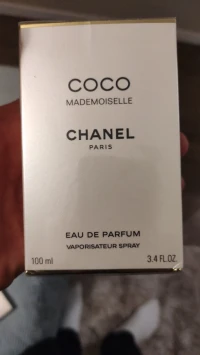 COCO
MADEMOISELLE
CHANEL
PARIS
EAU DE PARFUM
VAPORISATEUR SPRAY
100 ml 3.4 FL.OZ.